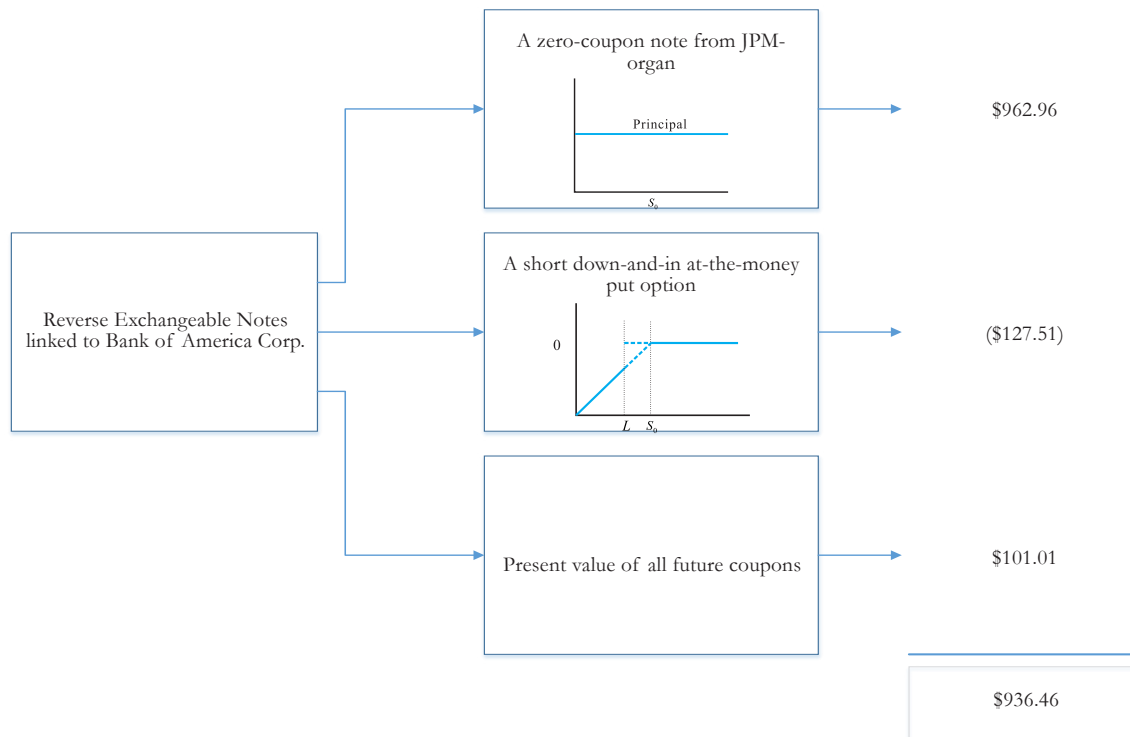 A zero-coupon note from JPM-
organ
Principal
S₀
$962.96
Reverse Exchangeable Notes
linked to Bank of America Corp.
A short down-and-in at-the-money
put option
0
L S₀
($127.51)
Present value of all future coupons
$101.01
$936.46